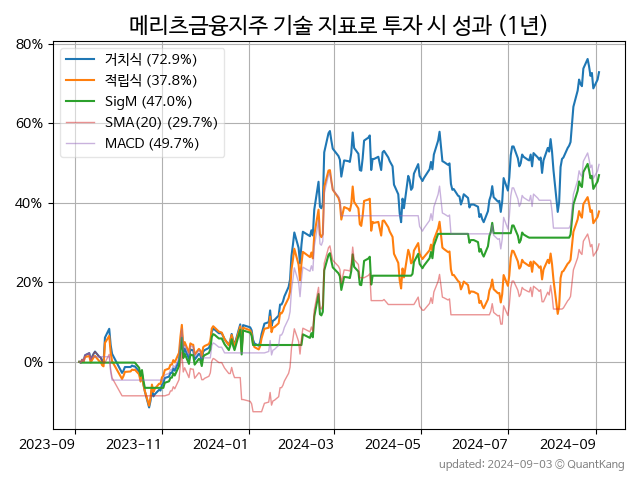 메리츠금융지주 기술 지표로 투자 시 성과 (1년)
80%
60%
40%
20%
0%
거치식 (72.9%)
적립식 (37.8%)
SigM (47.0%)
SMA(20) (29.7%)
MACD (49.7%)
2023-09 2023-11 2024-01 2024-03 2024-05 2024-07 2024-09
updated: 2024-09-03 © QuantKang